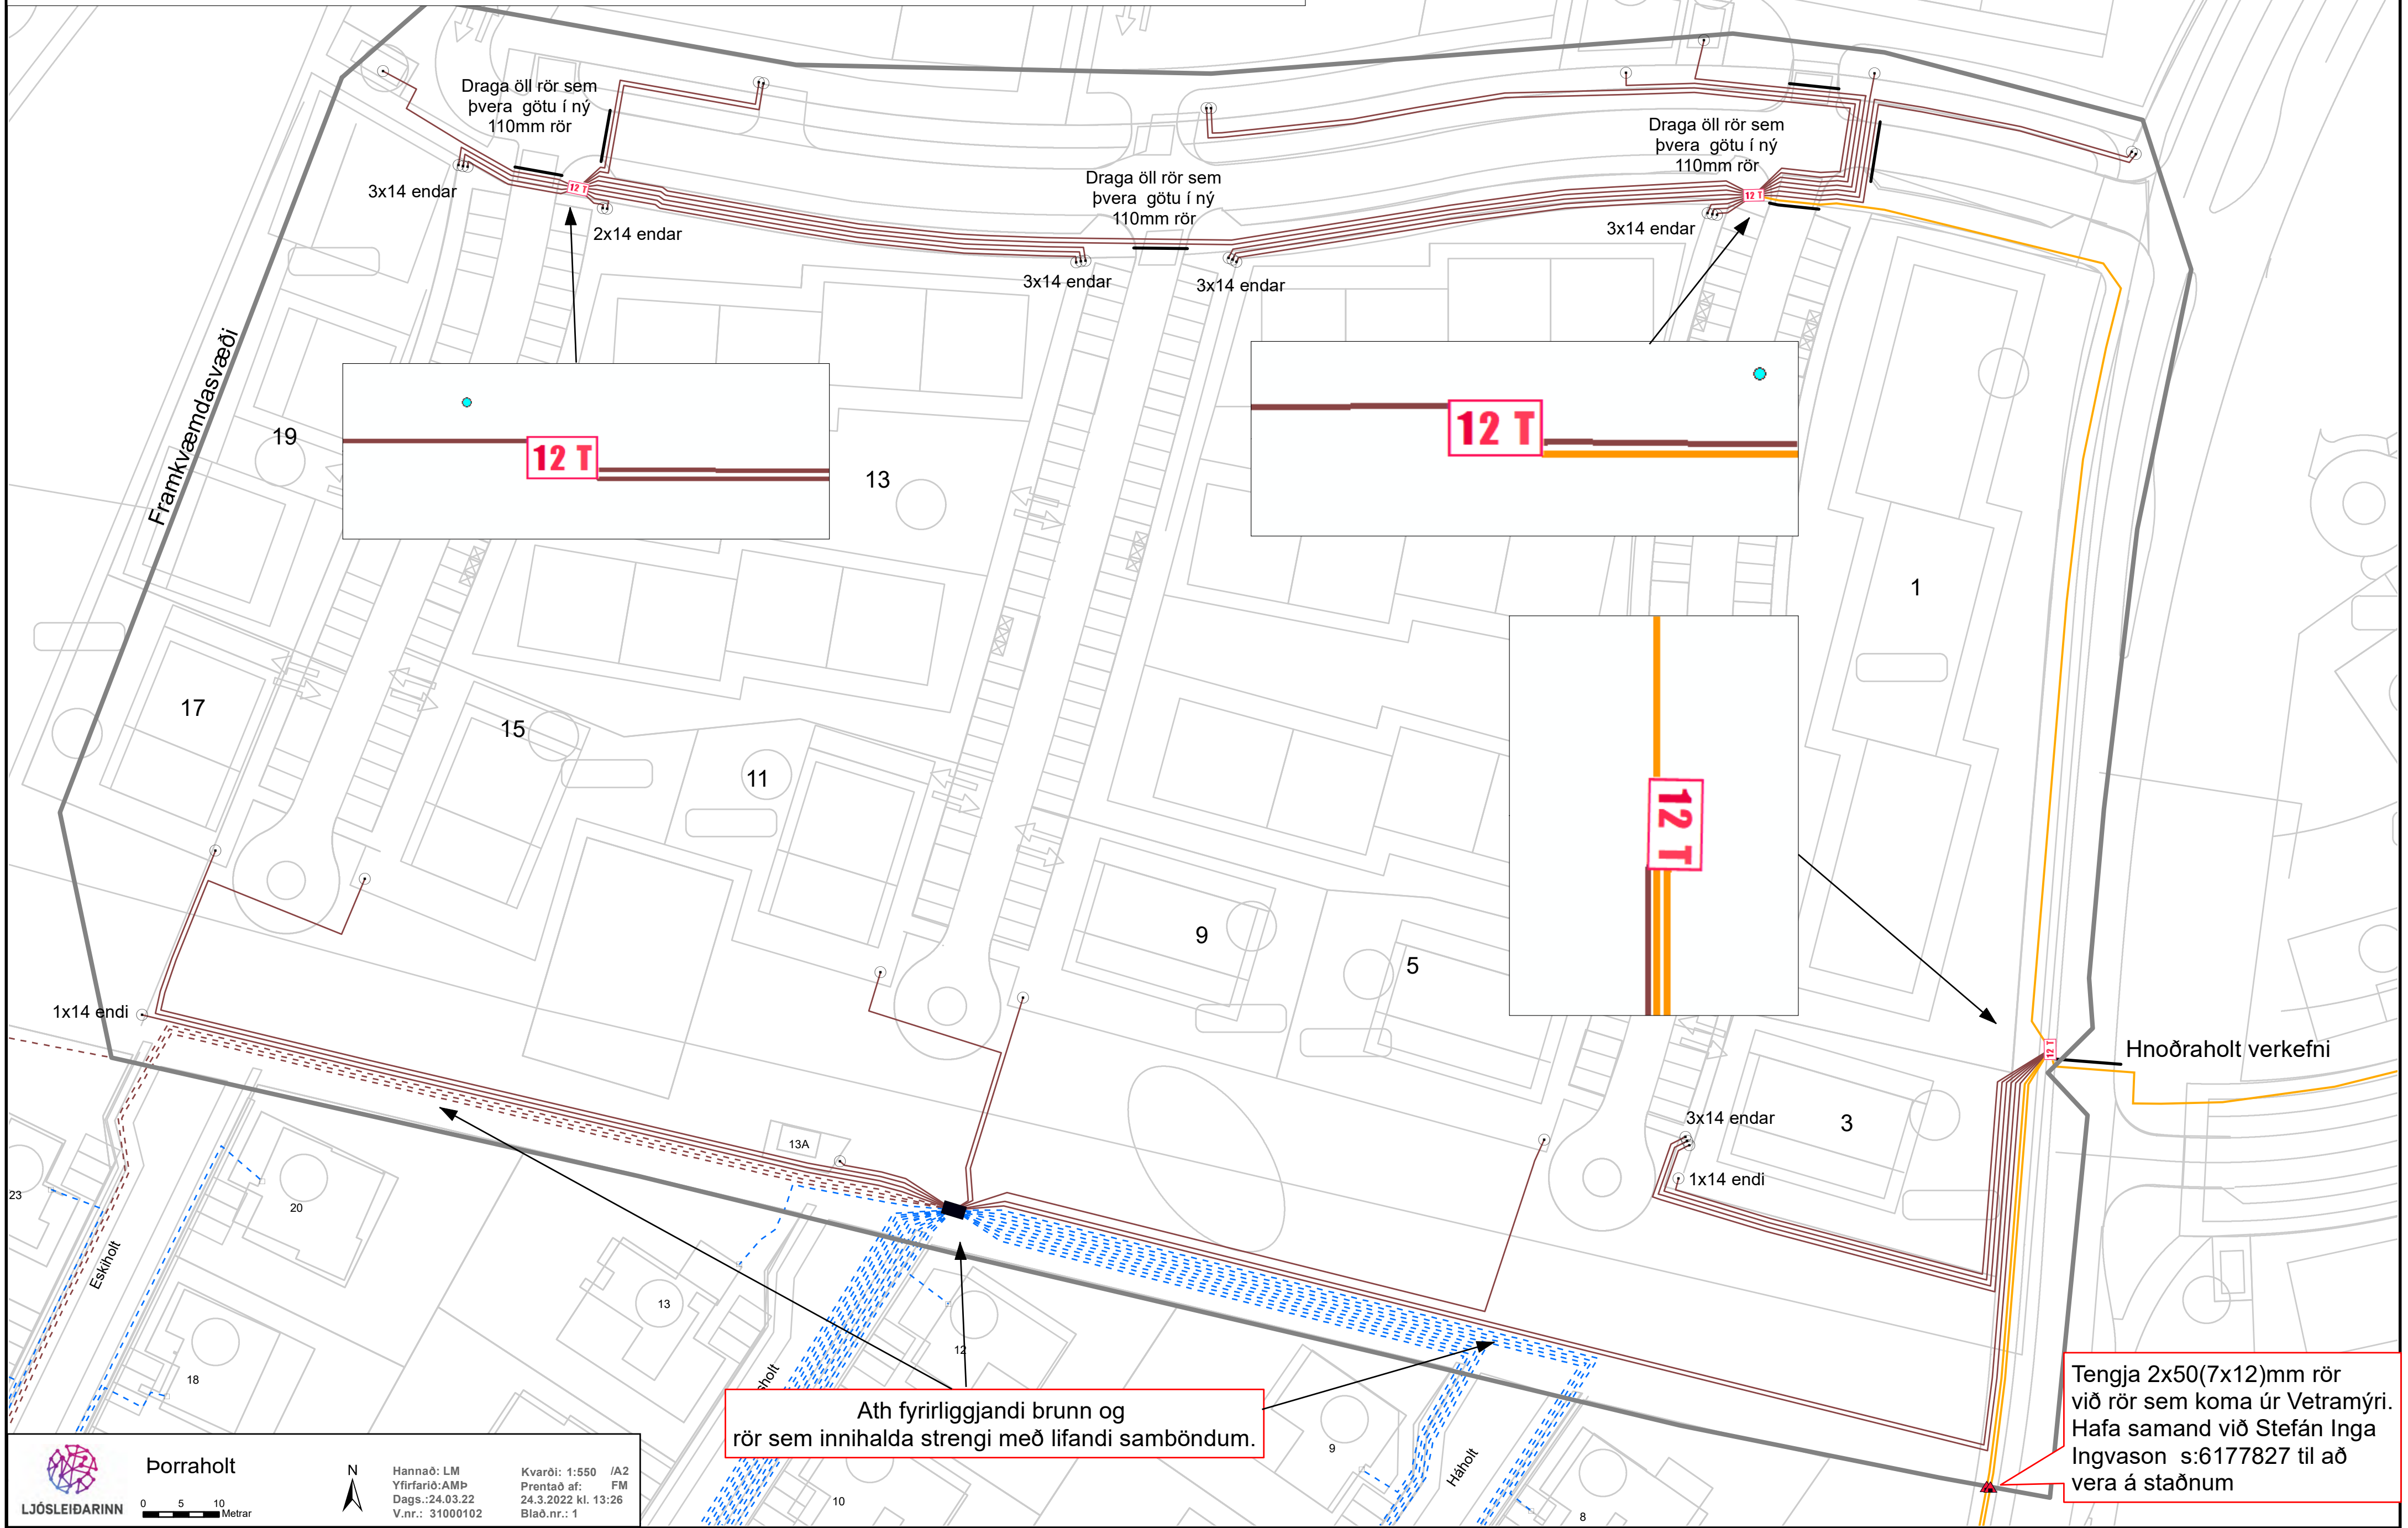 Draga öll rör sem
þvera götu í ný
110mm rör
Draga öll rör sem
þvera götu í ný
110mm rör
Draga öll rör sem
þvera götu í ný
110mm rör
3x14 endar
12 T
2x14 endar
3x14 endar
3x14 endar
3x14 endar
12 T
Framkvæmdasvæði
12 T
12 T
19
13
1
12 T
17
15
11
9
5
1x14 endi
12 T
Hnoðraholt verkefni
3x14 endar
3
1x14 endi
13A
23
20
Eskiholt
13
12
18
sholt
10
9
Háholt
8
Ath fyrirliggjandi brunn og
rör sem innihalda strengi með lifandi samböndum.
Tengja 2x50(7x12)mm rör
við rör sem koma úr Vetramýri.
Hafa samand við Stefán Inga
Ingvason s:6177827 til að
vera á staðnum
LJÓSLEIÐARINN
Þorraholt
0 5 10
Metrar
N
Hannað: LM
Yfirfarið:AMÞ
Dags.:24.03.22
V.nr.: 31000102
Kvarði: 1:550 /A2
Prentað af: FM
24.3.2022 kl. 13:26
Blað.nr.: 1